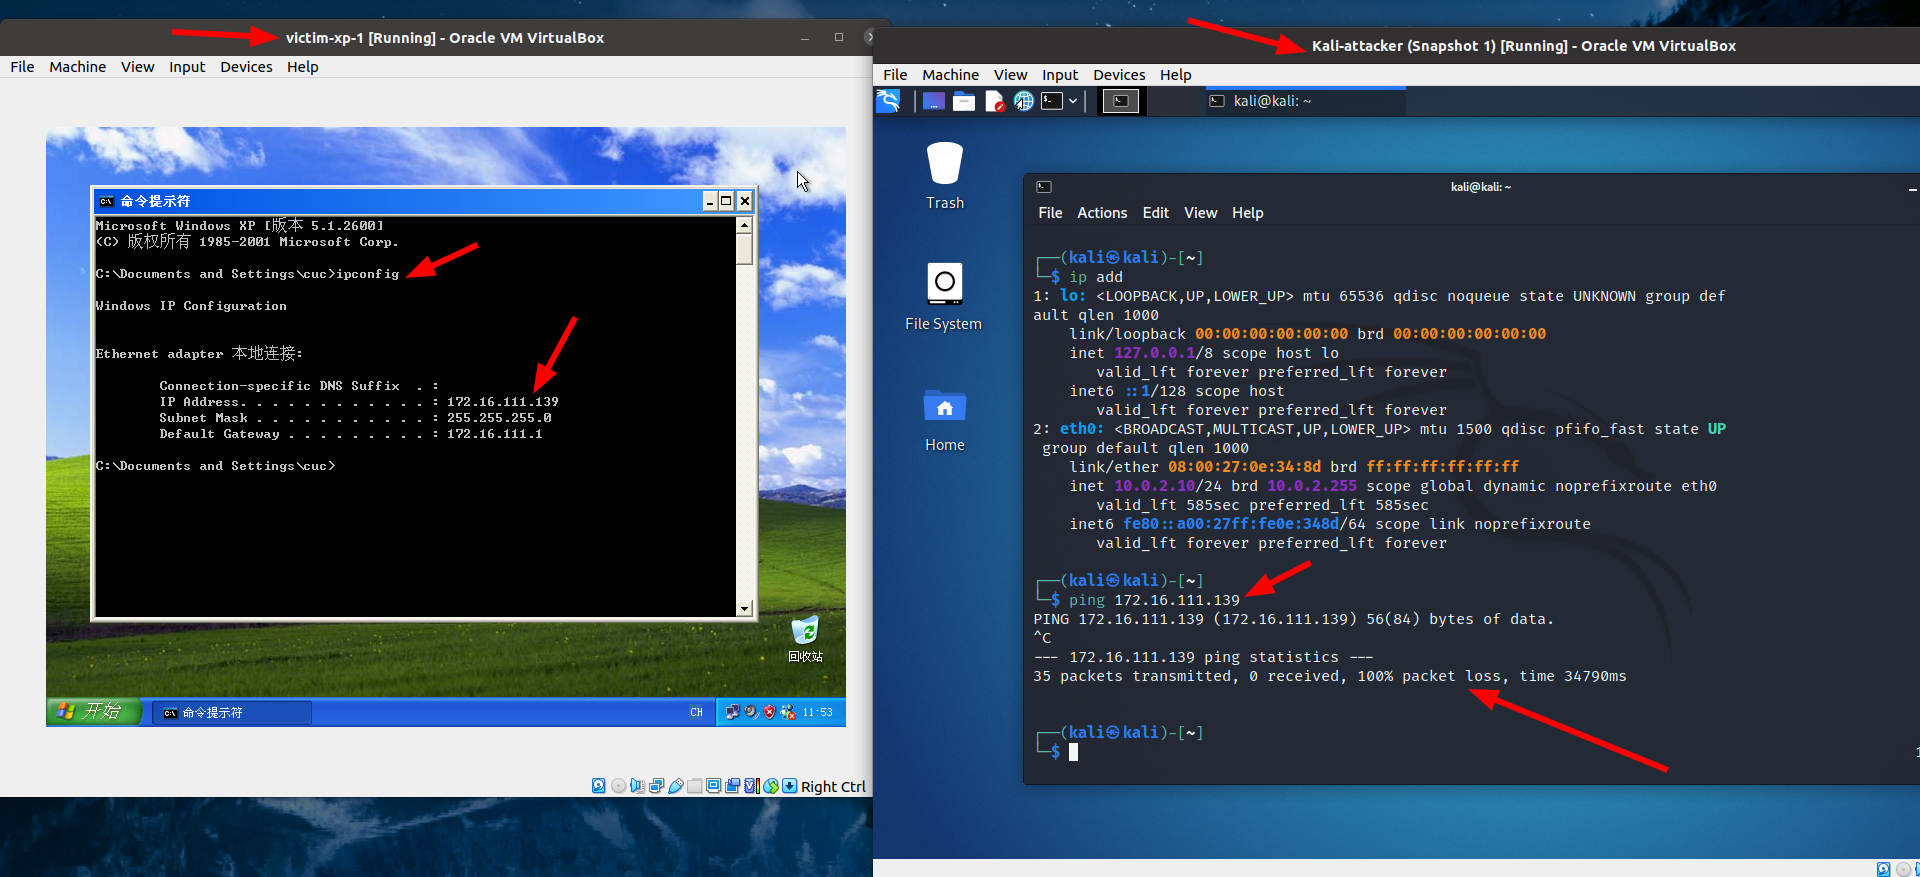 victim-xp-1 [Running] - Oracle VM VirtualBox
File Machine View Input Devices Help
命令提示符
Microsoft Windows XP [版本 5.1.2600]
(C) 版权所有 1985-2001 Microsoft Corp.
C:\Documents and Settings\cuc>ipconfig
Windows IP Configuration
Ethernet adapter 本地连接:
Connection-specific DNS Suffix  . :
IP Address. . . . . . . . . . . . : 172.16.111.139
Subnet Mask . . . . . . . . . . . : 255.255.255.0
Default Gateway . . . . . . . . . : 172.16.111.1
C:\Documents and Settings\cuc>
回收站
开始
命令提示符
CH
11:53
Right Ctrl
Kali-attacker (Snapshot 1) [Running] - Oracle VM VirtualBox
File Machine View Input Devices Help
kali@kali: ~
Trash
File System
Home
kali@kali: ~
File Actions Edit View Help
┌──(kali㉿kali)-[~]
└─$ ip add
1: lo: <LOOPBACK,UP,LOWER_UP> mtu 65536 qdisc noqueue state UNKNOWN group def
ault qlen 1000
link/loopback 00:00:00:00:00:00 brd 00:00:00:00:00:00
inet 127.0.0.1/8 scope host lo
valid_lft forever preferred_lft forever
inet6 ::1/128 scope host
valid_lft forever preferred_lft forever
2: eth0: <BROADCAST,MULTICAST,UP,LOWER_UP> mtu 1500 qdisc pfifo_fast state UP
group default qlen 1000
link/ether 08:00:27:0e:34:8d brd ff:ff:ff:ff:ff:ff
inet 10.0.2.10/24 brd 10.0.2.255 scope global dynamic noprefixroute eth0
valid_lft 585sec preferred_lft 585sec
inet6 fe80::a00:27ff:fe0e:348d/64 scope link noprefixroute
valid_lft forever preferred_lft forever
┌──(kali㉿kali)-[~]
└─$ ping 172.16.111.139
PING 172.16.111.139 (172.16.111.139) 56(84) bytes of data.
^C
--- 172.16.111.139 ping statistics ---
35 packets transmitted, 0 received, 100% packet loss, time 34790ms
┌──(kali㉿kali)-[~]
└─$